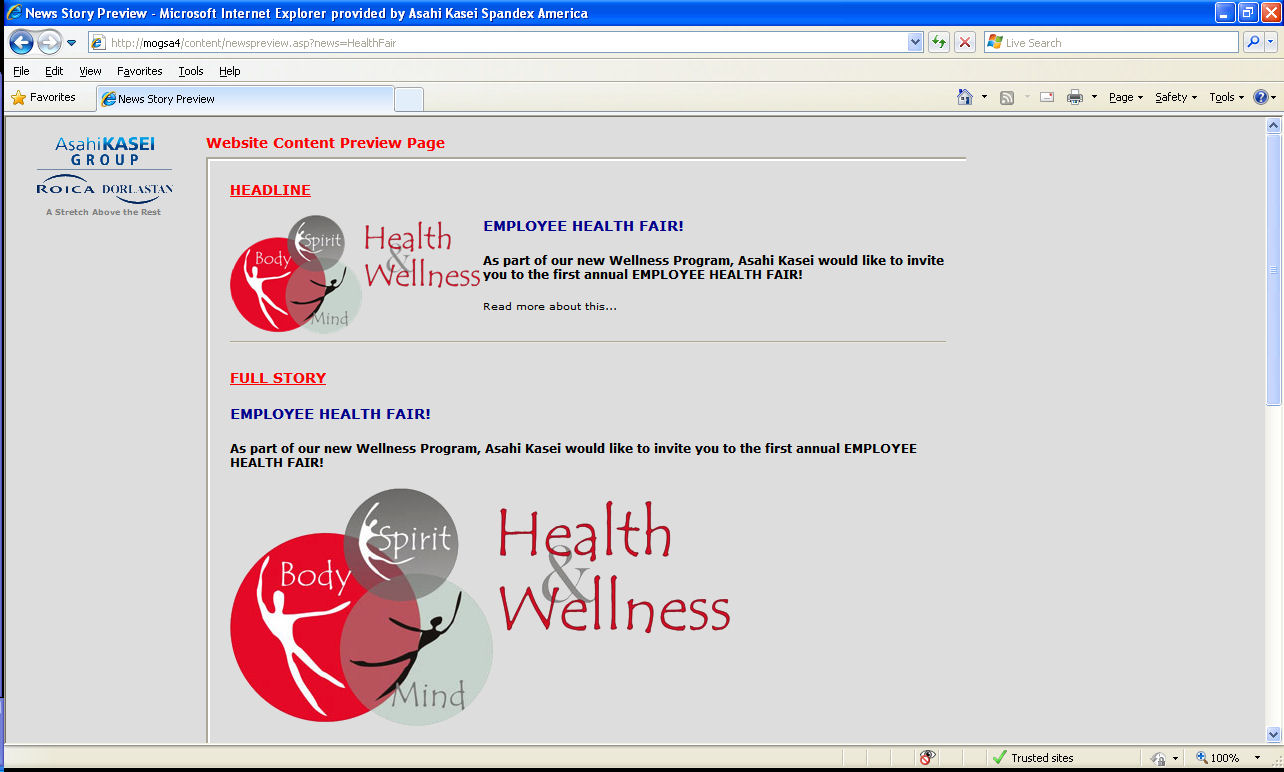 News Story Preview - Microsoft Internet Explorer provided by Asahi Kasei Spandex America
http://mogsa4/content/newspreview.asp?news=HealthFair
Live Search
File Edit View Favorites Tools Help
Favorites
News Story Preview
Page Safety Tools
AsahiKASEI
GROUP
ROICA DORLASTAN
A Stretch Above the Rest
Website Content Preview Page
HEADLINE
Body
Spirit
Mind
Health
&
Wellness
EMPLOYEE HEALTH FAIR!
As part of our new Wellness Program, Asahi Kasei would like to invite
you to the first annual EMPLOYEE HEALTH FAIR!
Read more about this...
FULL STORY
EMPLOYEE HEALTH FAIR!
As part of our new Wellness Program, Asahi Kasei would like to invite you to the first annual EMPLOYEE
HEALTH FAIR!
Spirit
Body
Mind
Health
&
Wellness
Trusted sites
100%